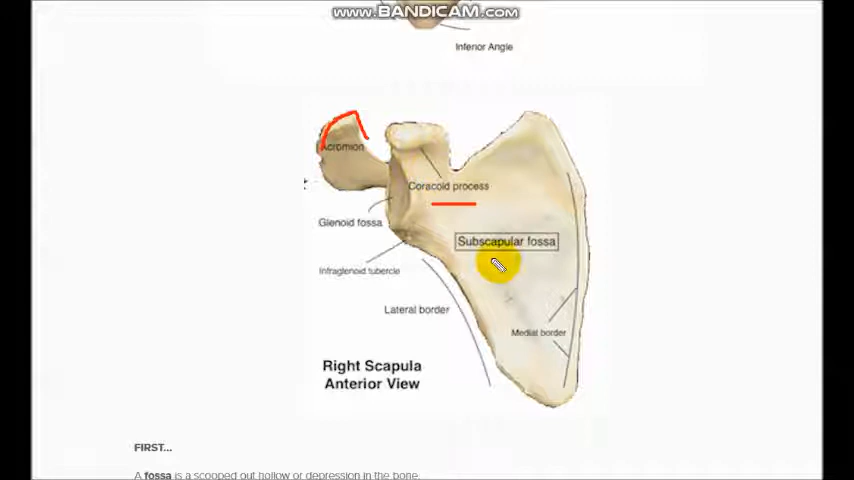 www.BANDICAM.com
Inferior Angle
Acromion
Coracoid process
Glenoid fossa
Subscapular fossa
Infraglenoid tubercle
Lateral border
Medial border
Right Scapula
Anterior View
FIRST...
A fossa is a scooped out hollow or depression in the bone.